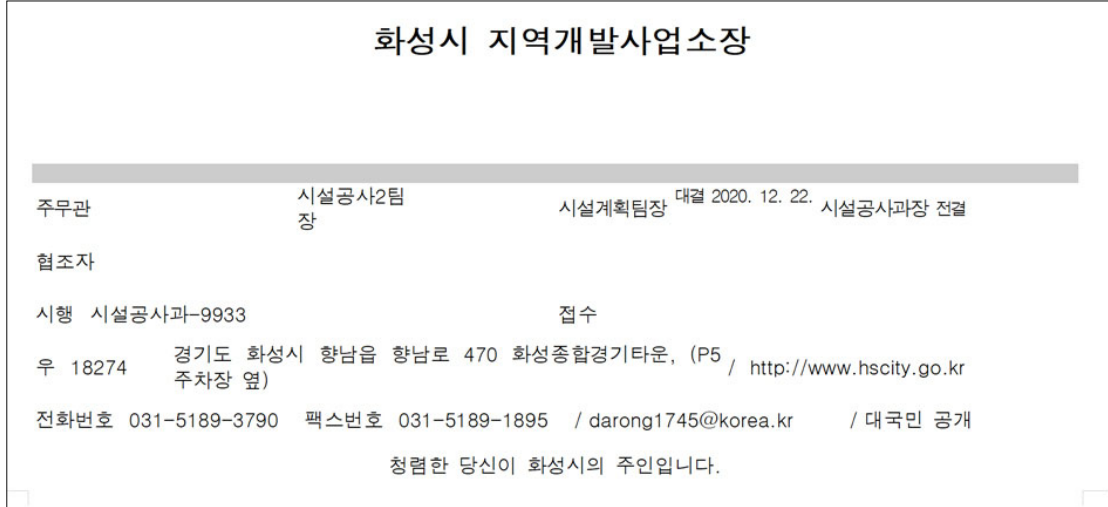 화성시 지역개발사업소장
주무관 시설공사2팀장 시설계획팀장 대결 2020. 12. 22. 시설공사과장 전결
협조자
시행 시설공사과-9933 접수
우 18274 경기도 화성시 향남읍 향남로 470 화성종합경기타운, (P5 주차장 옆) / http://www.hscity.go.kr
전화번호 031-5189-3790 팩스번호 031-5189-1895 / darong1745@korea.kr / 대국민 공개
청렴한 당신이 화성시의 주인입니다.